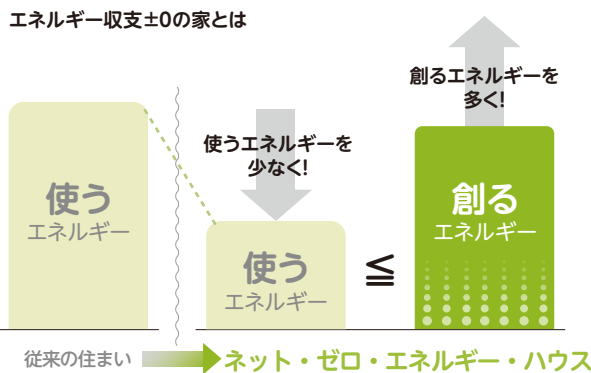 エネルギー収支±0の家とは
創るエネルギーを
多く!
使うエネルギーを
少なく!
使う
エネルギー
使う
エネルギー
≦
創る
エネルギー
従来の住まい
ネット・ゼロ・エネルギー・ハウス